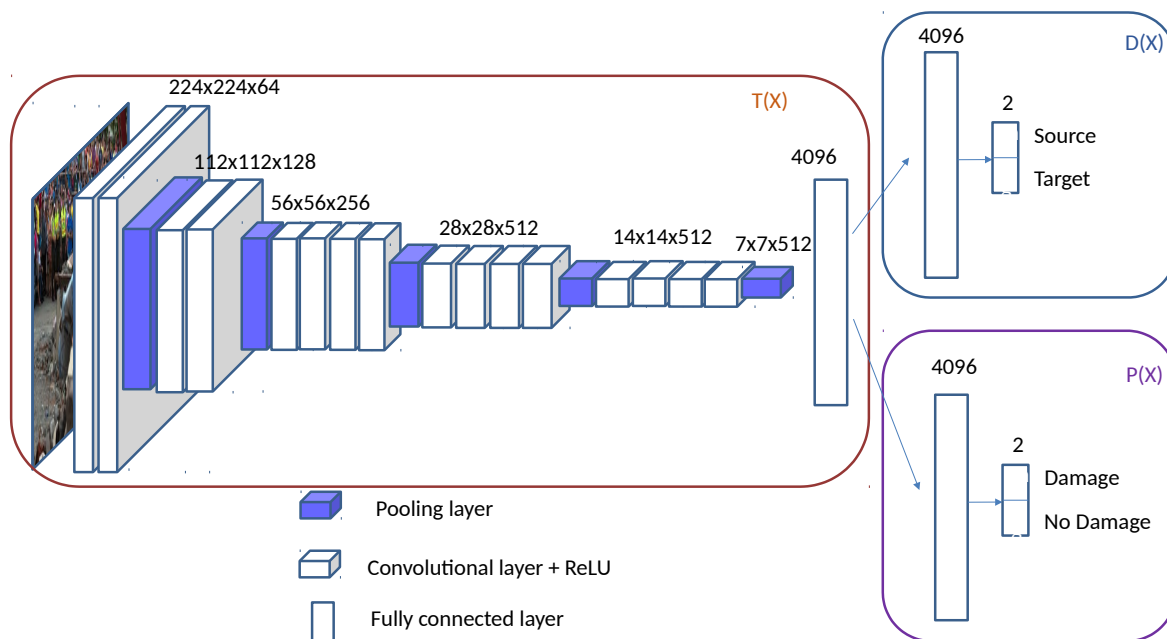 224x224x64
112x112x128
56x56x256
28x28x512
14x14x512
7x7x512
4096
T(X)
4096
D(X)
2
Source
Target
4096
P(X)
2
Damage
No Damage
Pooling layer
Convolutional layer + ReLU
Fully connected layer